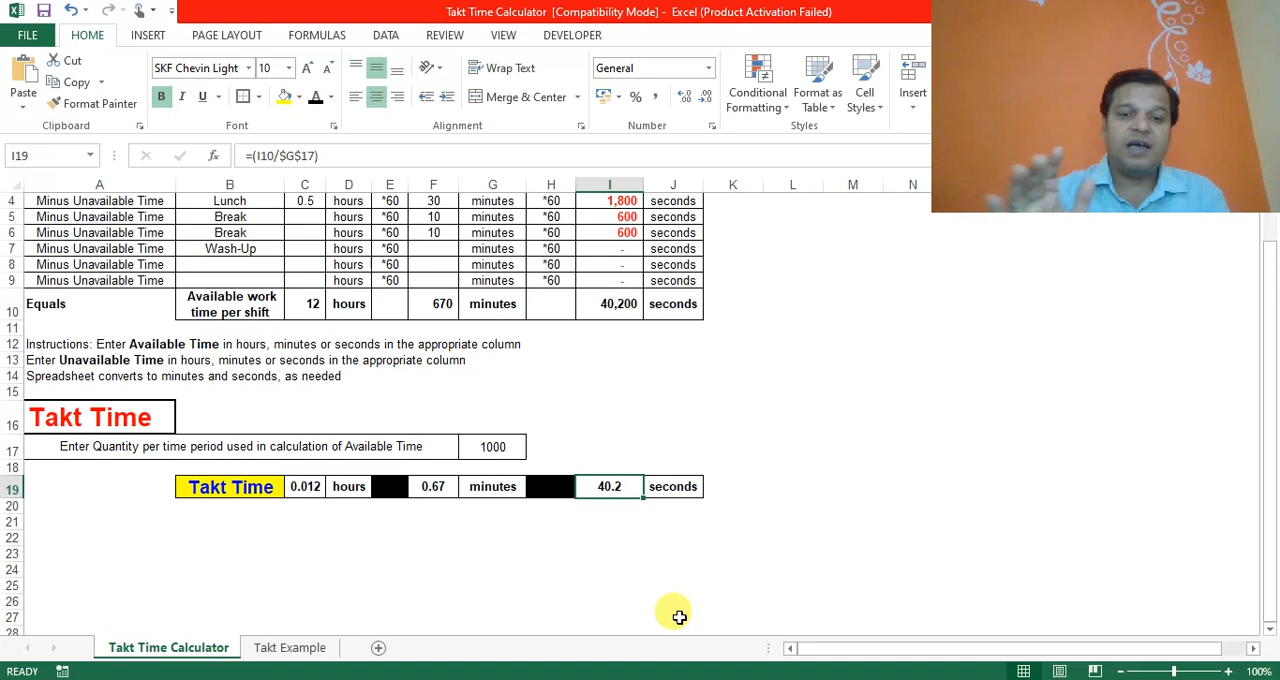 Takt Time Calculator [Compatibility Mode] - Excel (Product Activation Failed)
FILE HOME INSERT PAGE LAYOUT FORMULAS DATA REVIEW VIEW DEVELOPER
Paste
Cut
Copy
Format Painter
SKF Chevin Light 10
B I U
Wrap Text
Merge & Center
General
Conditional Formatting
Format as Table
Cell Styles
Insert
Clipboard Font Alignment Number Styles
I19 =(I10/$G$17)
A B C D E F G H I J K L M N
4 Minus Unavailable Time Lunch 0.5 hours *60 30 minutes *60 1,800 seconds
5 Minus Unavailable Time Break hours *60 10 minutes *60 600 seconds
6 Minus Unavailable Time Break hours *60 10 minutes *60 600 seconds
7 Minus Unavailable Time Wash-Up hours *60 minutes *60 - seconds
8 Minus Unavailable Time hours *60 minutes *60 - seconds
9 Minus Unavailable Time hours *60 minutes *60 - seconds
10 Equals Available work time per shift 12 hours 670 minutes 40,200 seconds
11
12 Instructions: Enter Available Time in hours, minutes or seconds in the appropriate column
13 Enter Unavailable Time in hours, minutes or seconds in the appropriate column
14 Spreadsheet converts to minutes and seconds, as needed
15
16 Takt Time
17 Enter Quantity per time period used in calculation of Available Time 1000
18
19 Takt Time 0.012 hours 0.67 minutes 40.2 seconds
20
21
22
23
24
25
26
27
28
Takt Time Calculator Takt Example
READY 100%